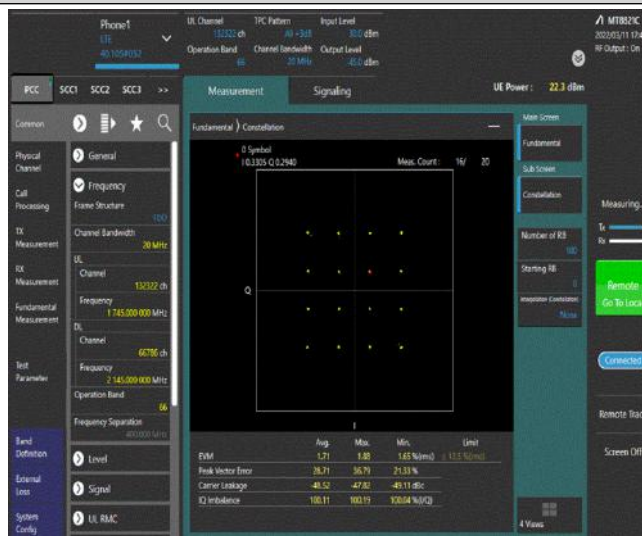 Phone1
LTE
UL Channel 132322 ch
TPC Pattern All +3dB
Input Level 30.0 dBm
Operation Band 66
Channel Bandwidth 20 MHz
Output Level -45.0 dBm
MT8821C
RF Output : On
PCC SCC1 SCC2 SCC3 >>
Measurement
Signaling
UE Power : 22.3 dBm
Common
Physical
Channel
Call
Processing
TX
Measurement
RX
Measurement
Fundamental
Measurement
Test
Parameter
Band
Definition
External
Loss
System
Config
General
Frequency
Frame Structure
FDD
Channel Bandwidth
20 MHz
UL
Channel
132322 ch
Frequency
1 745.000 000 MHz
DL
Channel
66786 ch
Frequency
2 145.000 000 MHz
Operation Band
66
Frequency Separation
400.000 MHz
Level
Signal
UL RMC
Fundamental ⟩ Constellation
0 Symbol
I 0.3305 Q 0.2940
Meas. Count : 16/ 20
Q
I
Avg. Max. Min. Limit
EVM 1.71 1.88 1.65 %(rms)
Peak Vector Error 28.71 36.79 21.33 %
Carrier Leakage -48.52 -47.82 -49.13 dBc
IQ Imbalance 100.11 100.19 100.04 %(I/Q)
Main Screen
Fundamental
Sub Screen
Constellation
Number of RB
100
Starting RB
0
None
4 Views
Measuring..
Tx
Rx
Remote
Go To Loca
Connected
Remote Trac
Screen Off